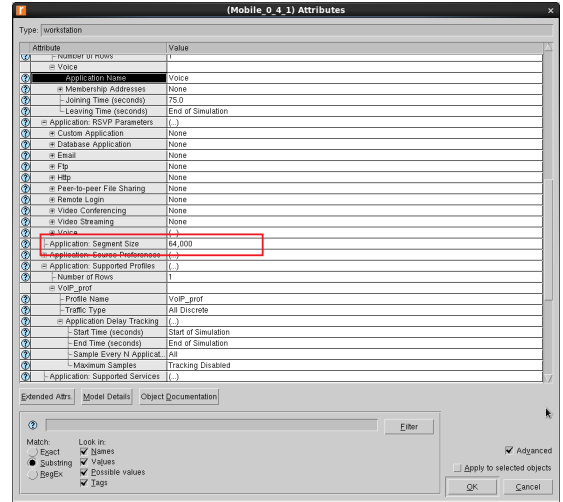 (Mobile_0_4_1) Attributes
Type: workstation
Attribute Value
Number of Rows 1
Voice
Application Name Voice
Membership Addresses None
Joining Time (seconds) 75.0
Leaving Time (seconds) End of Simulation
Application: RSVP Parameters (...)
Custom Application None
Database Application None
Email None
Ftp None
Http None
Peer-to-peer File Sharing None
Remote Login None
Video Conferencing None
Video Streaming None
Voice (...)
Application: Segment Size 64,000
Application: Source Preferences (...)
Application: Supported Profiles (...)
Number of Rows 1
VoIP_prof
Profile Name VoIP_prof
Traffic Type All Discrete
Application Delay Tracking (...)
Start Time (seconds) Start of Simulation
End Time (seconds) End of Simulation
Sample Every N Applicat... All
Maximum Samples Tracking Disabled
Application: Supported Services (...)
Extended Attrs. Model Details Object Documentation
Filter
Match: Look in:
Exact Names
Substring Values
RegEx Possible values
Tags
Advanced
Apply to selected objects
OK Cancel